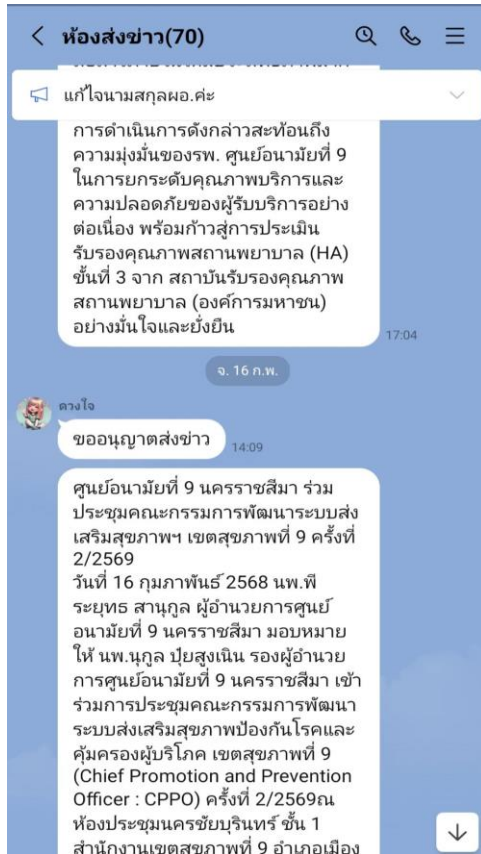 ห้องส่งข่าว(70)
แก้ไจนามสกุลผอ.ค่ะ
การดำเนินการดังกล่าวสะท้อนถึง
ความมุ่งมั่นของรพ. ศูนย์อนามัยที่ 9
ในการยกระดับคุณภาพบริการและ
ความปลอดภัยของผู้รับบริการอย่าง
ต่อเนื่อง พร้อมก้าวสู่การประเมิน
รับรองคุณภาพสถานพยาบาล (HA)
ขั้นที่ 3 จาก สถาบันรับรองคุณภาพ
สถานพยาบาล (องค์การมหาชน)
อย่างมั่นใจและยั่งยืน
17:04
จ. 16 ก.พ.
ดวงใจ
ขออนุญาตส่งข่าว
14:09
ศูนย์อนามัยที่ 9 นครราชสีมา ร่วม
ประชุมคณะกรรมการพัฒนาระบบส่ง
เสริมสุขภาพฯ เขตสุขภาพที่ 9 ครั้งที่
2/2569
วันที่ 16 กุมภาพันธ์ 2568 นพ.พี
ระยุทธ สานุกูล ผู้อำนวยการศูนย์
อนามัยที่ 9 นครราชสีมา มอบหมาย
ให้ นพ.นุกูล ปุ๋ยสูงเนิน รองผู้อำนวย
การศูนย์อนามัยที่ 9 นครราชสีมา เข้า
ร่วมการประชุมคณะกรรมการพัฒนา
ระบบส่งเสริมสุขภาพป้องกันโรคและ
คุ้มครองผู้บริโภค เขตสุขภาพที่ 9
(Chief Promotion and Prevention
Officer : CPPO) ครั้งที่ 2/2569ณ
ห้องประชุมนครชัยบุรินทร์ ชั้น 1
สำนักงานเขตสุขภาพที่ 9 อำเภอเมือง